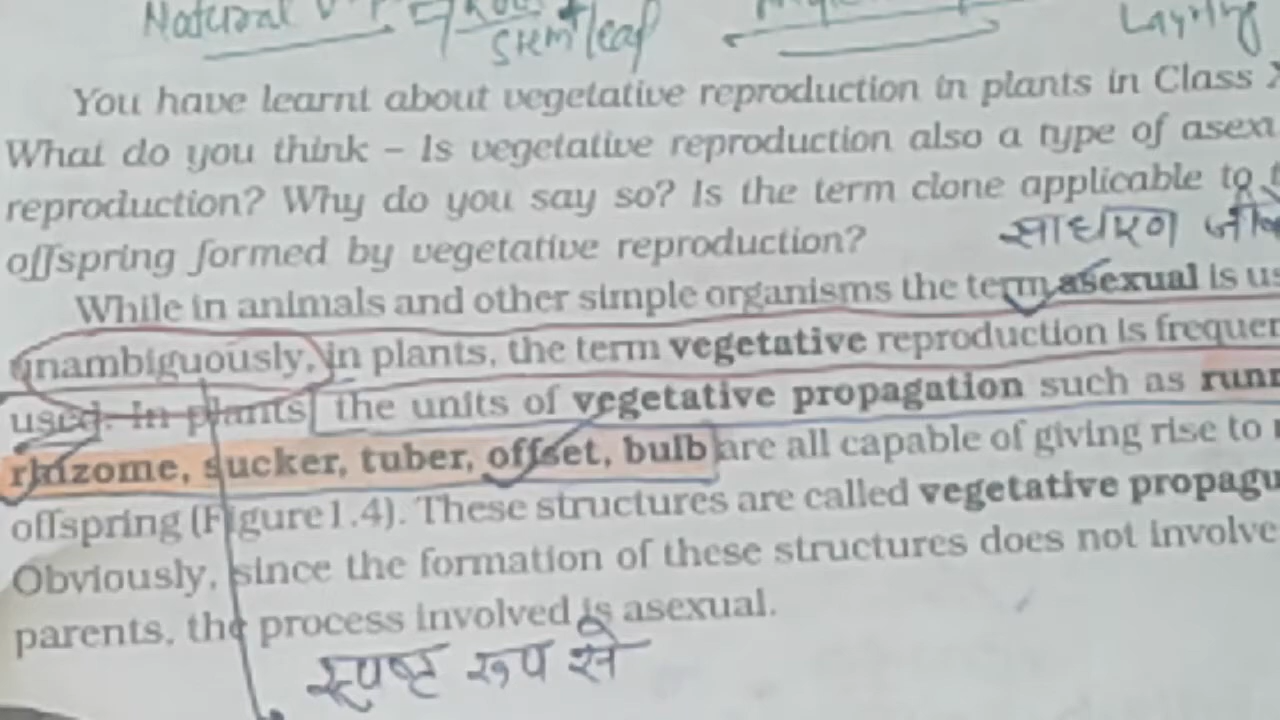 Natural
stem leaf Layring
You have learnt about vegetative reproduction in plants in Class
What do you think – Is vegetative reproduction also a type of asexu
reproduction? Why do you say so? Is the term clone applicable to t
offspring formed by vegetative reproduction?
साधारण
While in animals and other simple organisms the term asexual is us
unambiguously, in plants, the term vegetative reproduction is frequen
used. In plants, the units of vegetative propagation such as runn
rhizome, sucker, tuber, offset, bulb are all capable of giving rise to
offspring (Figure1.4). These structures are called vegetative propagu
Obviously, since the formation of these structures does not involve
parents, the process involved is asexual.
स्पष्ट रूप से